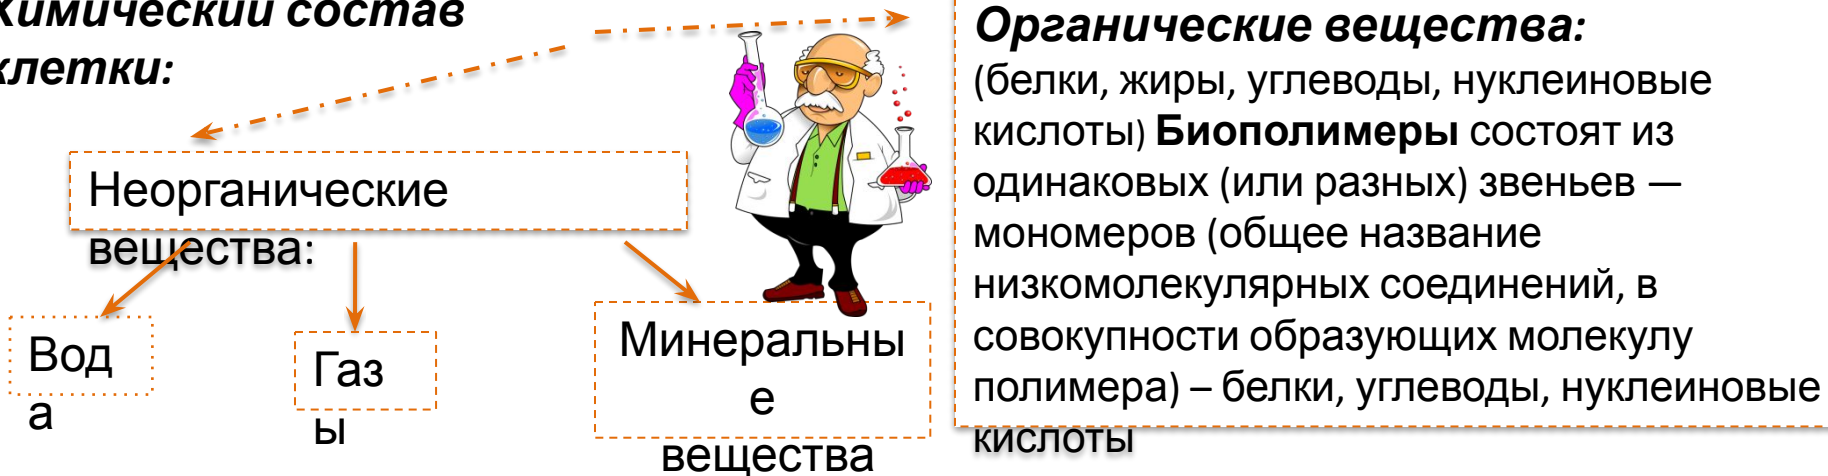 Химический состав
клетки:
Неорганические
вещества:
Вод
а
Газ
ы
Минеральны
е
вещества
Органические вещества:
(белки, жиры, углеводы, нуклеиновые
кислоты) Биополимеры состоят из
одинаковых (или разных) звеньев —
мономеров (общее название
низкомолекулярных соединений, в
совокупности образующих молекулу
полимера) – белки, углеводы, нуклеиновые
кислоты